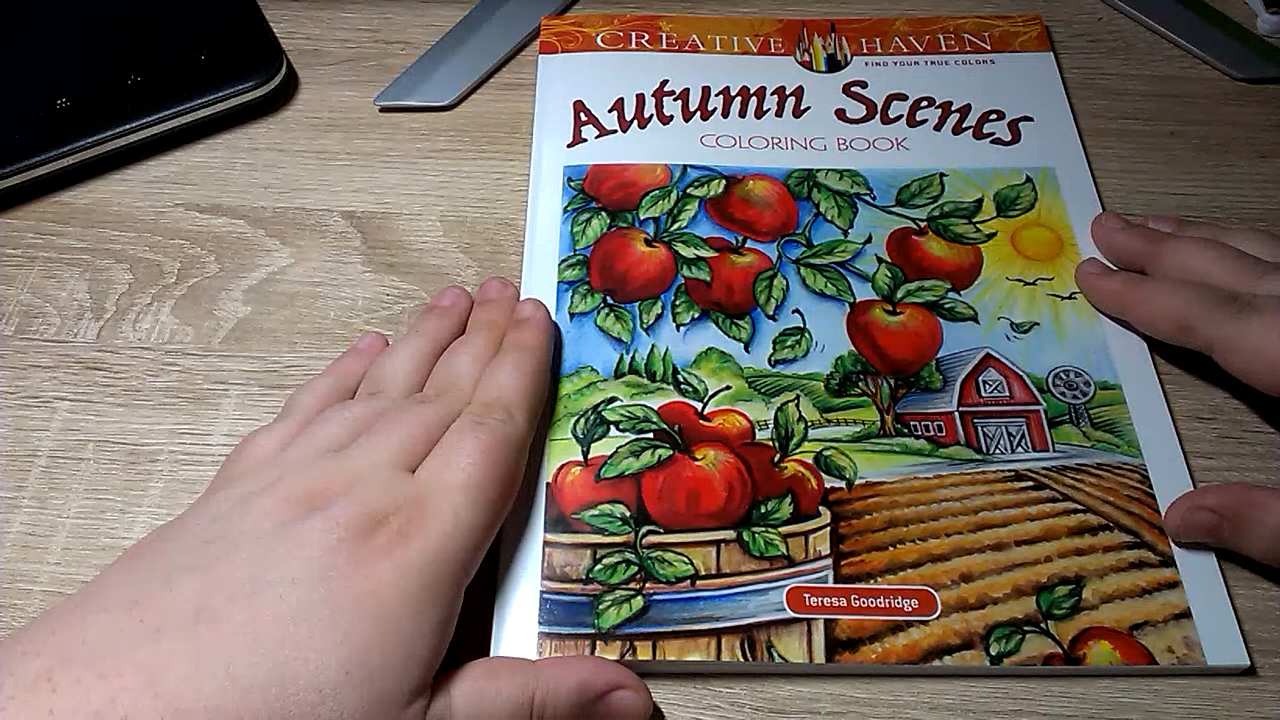 CREATIVE HAVEN
FIND YOUR TRUE COLORS
Autumn Scenes
COLORING BOOK
Teresa Goodridge